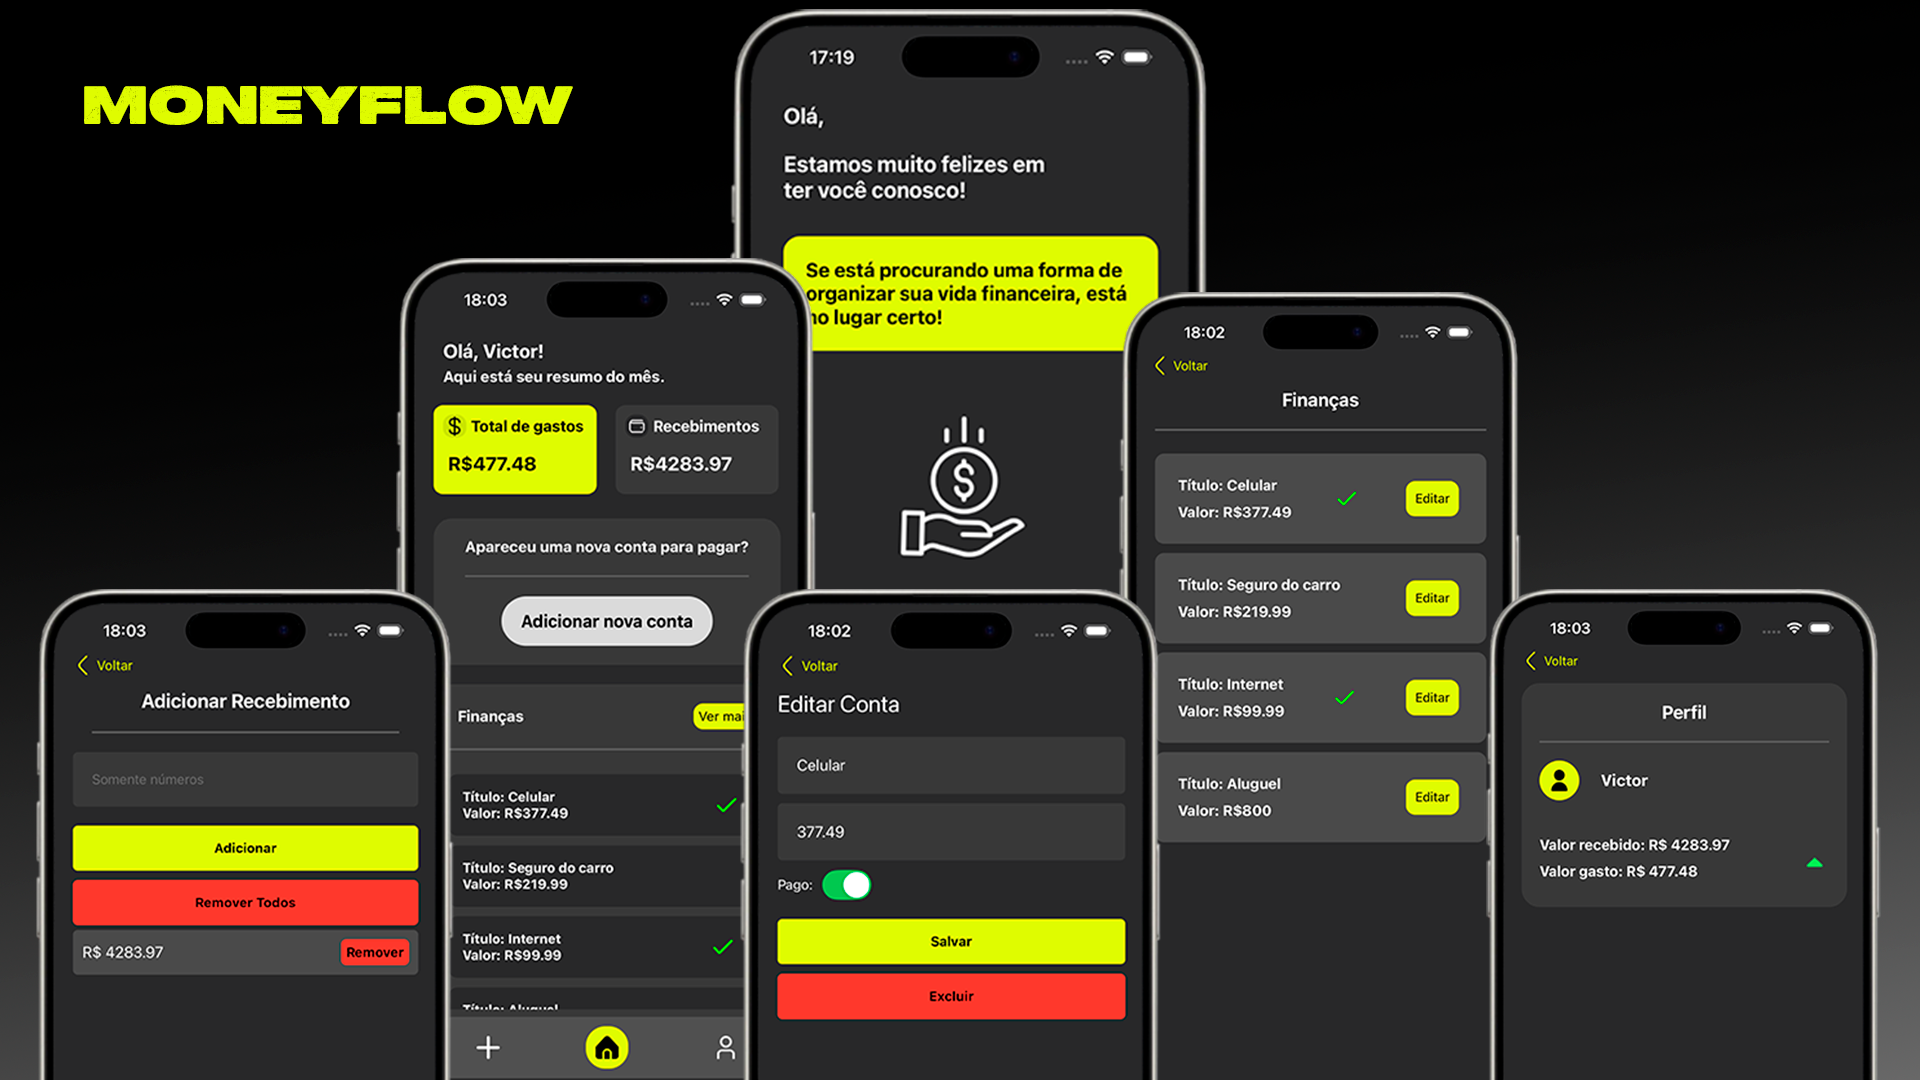 MONEYFLOW
17:19
Olá,
Estamos muito felizes em
ter você conosco!
Se está procurando uma forma de
organizar sua vida financeira, está
no lugar certo!
18:03
Olá, Victor!
Aqui está seu resumo do mês.
$ Total de gastos
R$477.48
Recebimentos
R$4283.97
Apareceu uma nova conta para pagar?
Adicionar nova conta
Finanças
Ver mai
Título: Celular
Valor: R$377.49
Título: Seguro do carro
Valor: R$219.99
Título: Internet
Valor: R$99.99
Título: Aluguel
$
18:02
Voltar
Finanças
Título: Celular
Valor: R$377.49
Editar
Título: Seguro do carro
Valor: R$219.99
Editar
Título: Internet
Valor: R$99.99
Editar
Título: Aluguel
Valor: R$800
Editar
18:03
Voltar
Adicionar Recebimento
Somente números
Adicionar
Remover Todos
R$ 4283.97
Remover
18:02
Voltar
Editar Conta
Celular
377.49
Pago:
Salvar
Excluir
18:03
Voltar
Perfil
Victor
Valor recebido: R$ 4283.97
Valor gasto: R$ 477.48